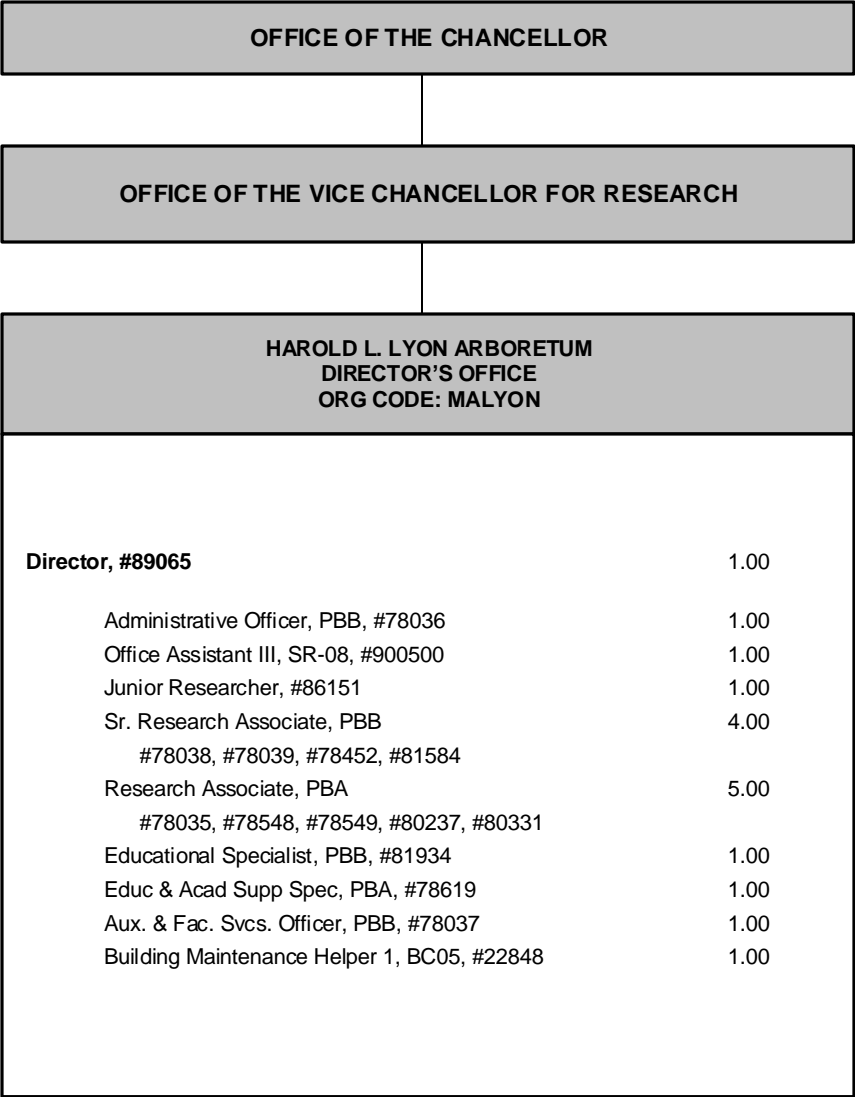 OFFICE OF THE CHANCELLOR
OFFICE OF THE VICE CHANCELLOR FOR RESEARCH
HAROLD L. LYON ARBORETUM
DIRECTOR’S OFFICE
ORG CODE: MALYON
Director, #89065 1.00
Administrative Officer, PBB, #78036 1.00
Office Assistant III, SR-08, #900500 1.00
Junior Researcher, #86151 1.00
Sr. Research Associate, PBB 4.00
#78038, #78039, #78452, #81584
Research Associate, PBA 5.00
#78035, #78548, #78549, #80237, #80331
Educational Specialist, PBB, #81934 1.00
Educ & Acad Supp Spec, PBA, #78619 1.00
Aux. & Fac. Svcs. Officer, PBB, #78037 1.00
Building Maintenance Helper 1, BC05, #22848 1.00